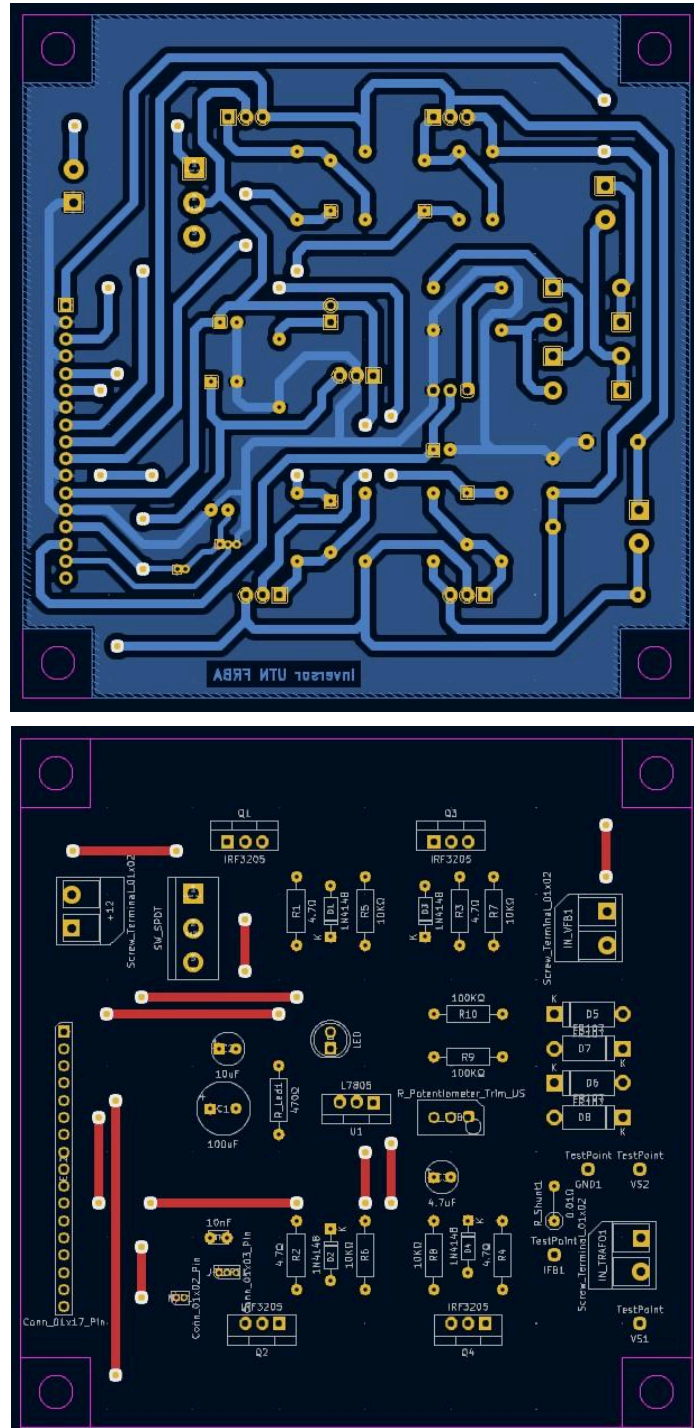 Inversor UTN FRBA
Q1
Q3
IRF3205
IRF3205
Screw_Terminal_01x02
+12
SW_SPDT
R1
4.7Ω
D1
1N4148
K
R5
10KΩ
D3
1N4148
K
R3
4.7Ω
R7
10KΩ
Screw_Terminal_01x02
IN_VFB1
100KΩ
R10
R9
100KΩ
K
D5
D7
K
K
D6
D8
K
LED
10uF
C1
100uF
R_Led1
470Ω
L7805
U1
R_Potentiometer_Trim_US
4.7uF
TestPoint
TestPoint
GND1
VS2
R_Shunt1
0.01Ω
TestPoint
IFB1
Screw_Terminal_01x02
IN_TRAFO1
TestPoint
VS1
10nF
Conn_01x02_Pin
Conn_01x03_Pin
Conn_01x17_Pin
4.7Ω
R2
1N4148
D2
K
10KΩ
R6
10KΩ
R8
1N4148
D4
K
4.7Ω
R4
IRF3205
IRF3205
Q2
Q4